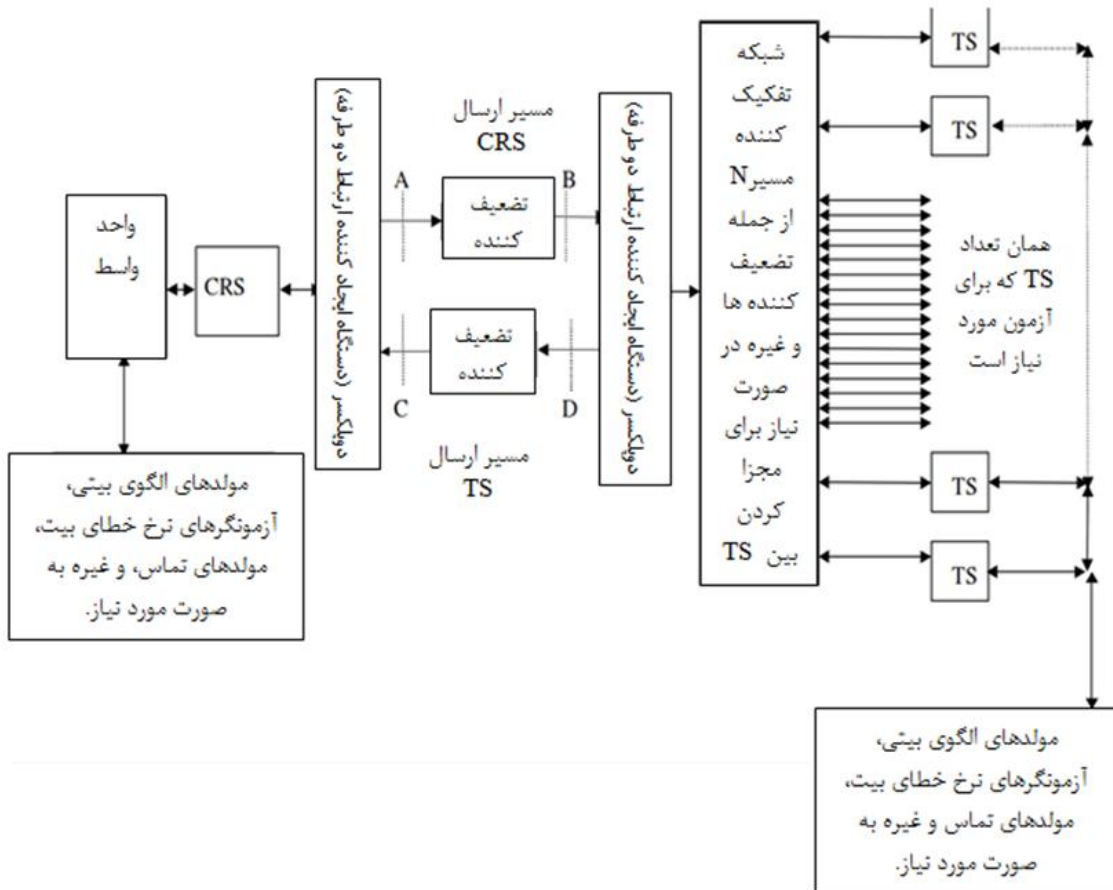 واحد
واسط
CRS
دوپلکسر (دستگاه ایجاد کننده ارتباط دو طرفه)
مسیر ارسال
CRS
A
تضعیف
کننده
B
C
تضعیف
کننده
D
مسیر ارسال
TS
دوپلکسر (دستگاه ایجاد کننده ارتباط دو طرفه)
شبکه
تفکیک
کننده
مسیرN
از جمله
تضعیف
کننده ها
و غیره در
صورت
نیاز برای
مجزا
کردن
بین TS
TS
TS
همان تعداد
TS که برای
آزمون مورد
نیاز است
TS
TS
مولدهای الگوی بیتی،
آزمونگرهای نرخ خطای بیت،
مولدهای تماس، و غیره به
صورت مورد نیاز.
مولدهای الگوی بیتی،
آزمونگرهای نرخ خطای بیت،
مولدهای تماس و غیره به
صورت مورد نیاز.